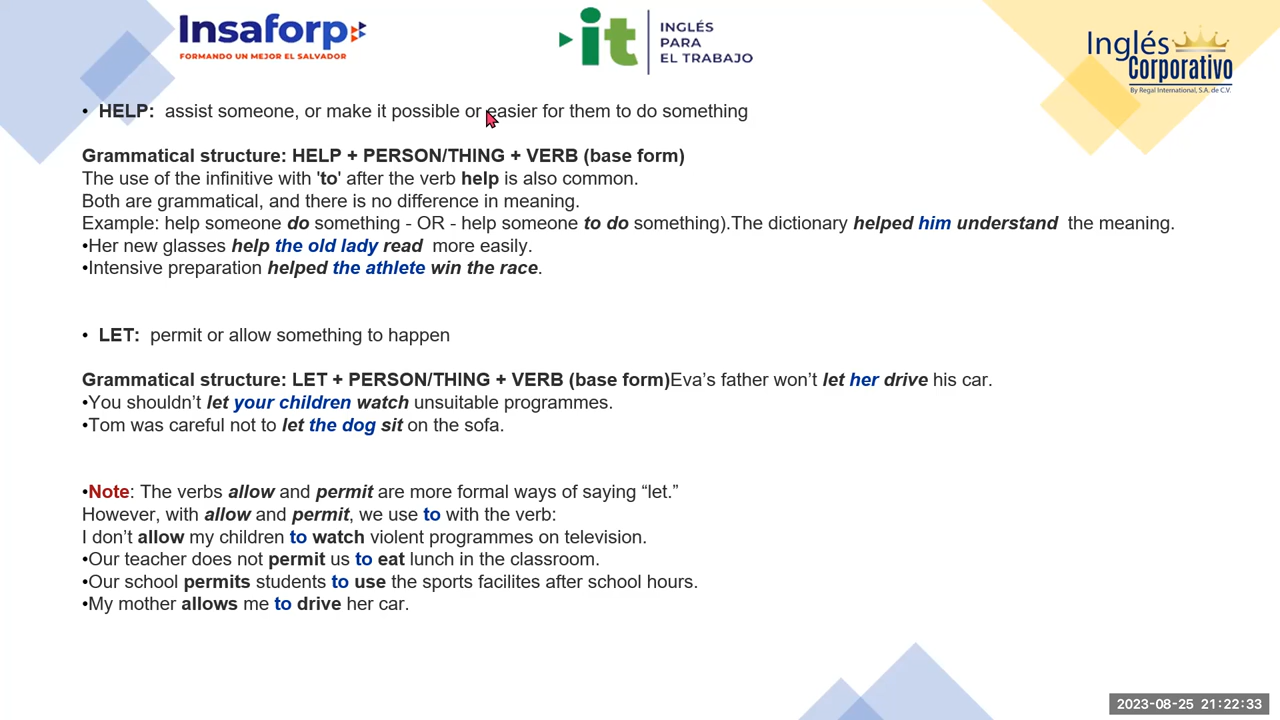 Insaforp
FORMANDO UN MEJOR EL SALVADOR
it
INGLÉS
PARA
EL TRABAJO
Inglés
Corporativo
By Regal International, S.A. de C.V.
• HELP: assist someone, or make it possible or easier for them to do something
Grammatical structure: HELP + PERSON/THING + VERB (base form)
The use of the infinitive with 'to' after the verb help is also common.
Both are grammatical, and there is no difference in meaning.
Example: help someone do something - OR - help someone to do something).The dictionary helped him understand the meaning.
•Her new glasses help the old lady read more easily.
•Intensive preparation helped the athlete win the race.
• LET: permit or allow something to happen
Grammatical structure: LET + PERSON/THING + VERB (base form)Eva’s father won’t let her drive his car.
•You shouldn’t let your children watch unsuitable programmes.
•Tom was careful not to let the dog sit on the sofa.
•Note: The verbs allow and permit are more formal ways of saying “let.”
However, with allow and permit, we use to with the verb:
I don’t allow my children to watch violent programmes on television.
•Our teacher does not permit us to eat lunch in the classroom.
•Our school permits students to use the sports facilites after school hours.
•My mother allows me to drive her car.
2023-08-25 21:22:33